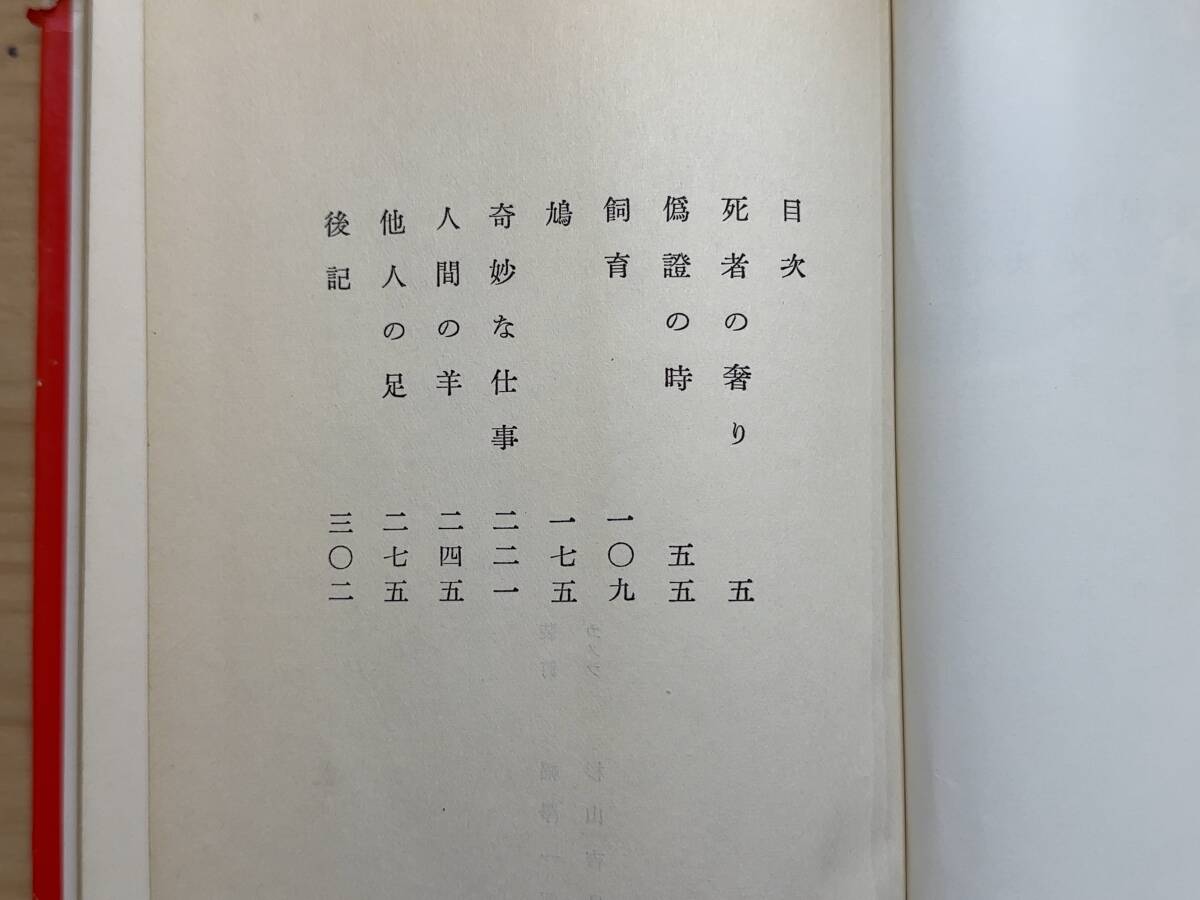 目次
死者の奢り 五
僞證の時 五五
飼育 一〇九
鳩 一七五
奇妙な仕事 二二一
人間の羊 二四五
他人の足 二七五
後記 三〇二